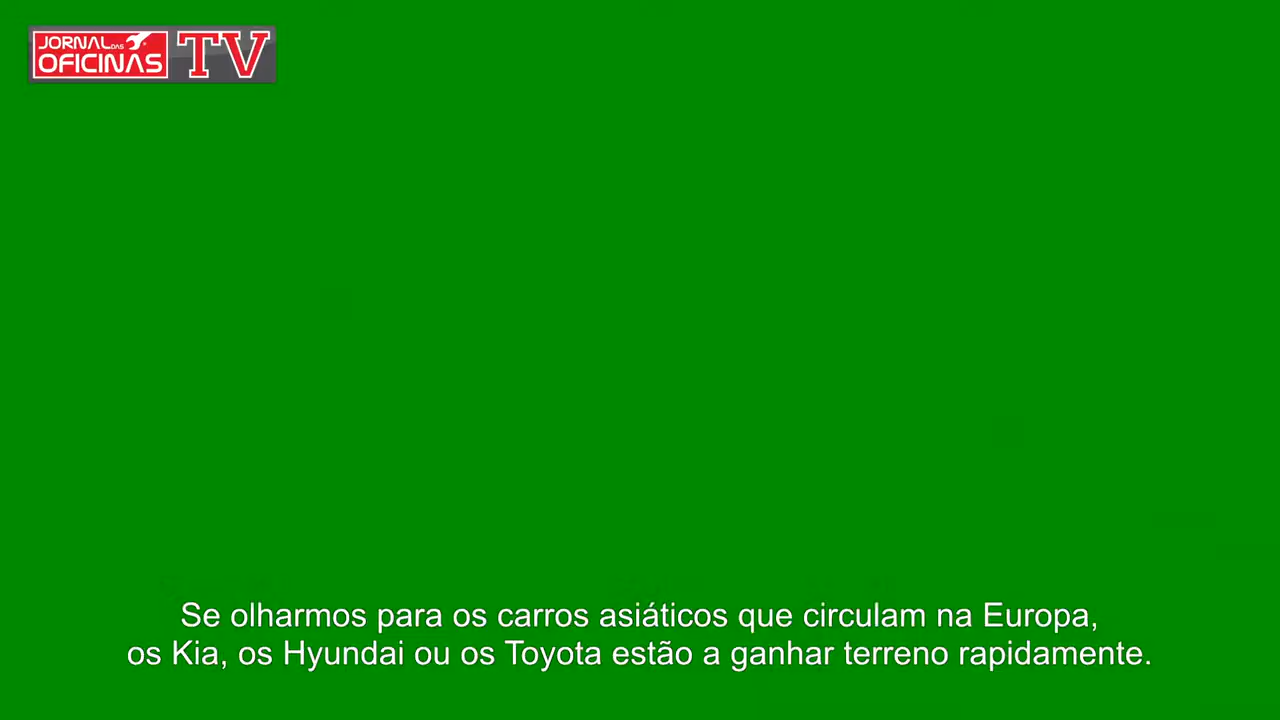 JORNAL DAS
OFICINAS TV
Se olharmos para os carros asiáticos que circulam na Europa,
os Kia, os Hyundai ou os Toyota estão a ganhar terreno rapidamente.